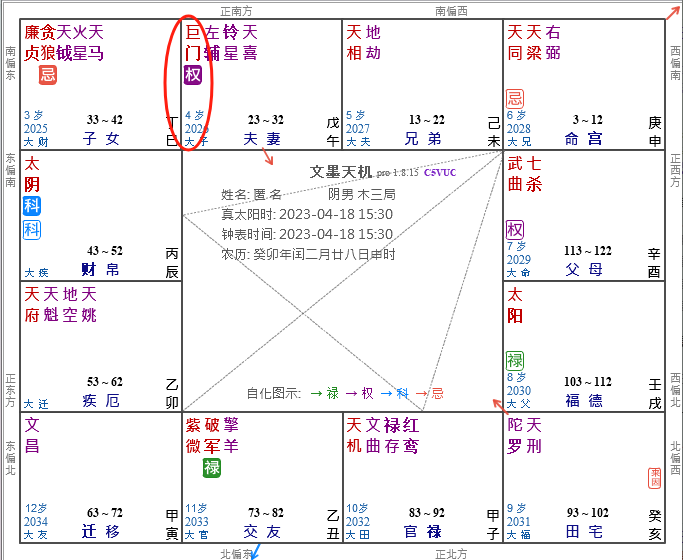 正南方
南偏西
南偏东
廉贪天火天
贞狼钺星马
忌
3岁
2025
大财
33~42
子女
丁
巳
巨左铃天
门辅星喜
权
4岁
大子
23~32
夫妻
戊
午
天地
相劫
5岁
2027
大夫
13~22
兄弟
己
未
天天右
同梁弼
忌
6岁
2028
大兄
3~12
命宫
庚
申
西偏南
东偏南
太
阴
科
科
大疾
43~52
财帛
丙
辰
文墨天机 pro 1.8.15 C5VUC
姓名: 匿名 阴男 木三局
真太阳时: 2023-04-18 15:30
钟表时间: 2023-04-18 15:30
农历: 癸卯年闰二月廿八日申时
自化图示: →禄 →权 →科 →忌
武七
曲杀
权
7岁
2029
大命
113~122
父母
辛
酉
正西方
天天地天
府魁空姚
大迁
53~62
疾厄
乙
卯
正东方
太
阳
禄
8岁
2030
大父
103~112
福德
壬
戌
西偏北
东偏北
文
昌
12岁
2034
大友
63~72
迁移
甲
寅
紫破擎
微军羊
禄
11岁
2033
大官
73~82
交友
乙
丑
天文禄红
机曲存鸾
10岁
2032
大田
83~92
官禄
甲
子
陀天
罗刑
9岁
2031
大福
93~102
田宅
癸
亥
北偏西
北偏东
正北方